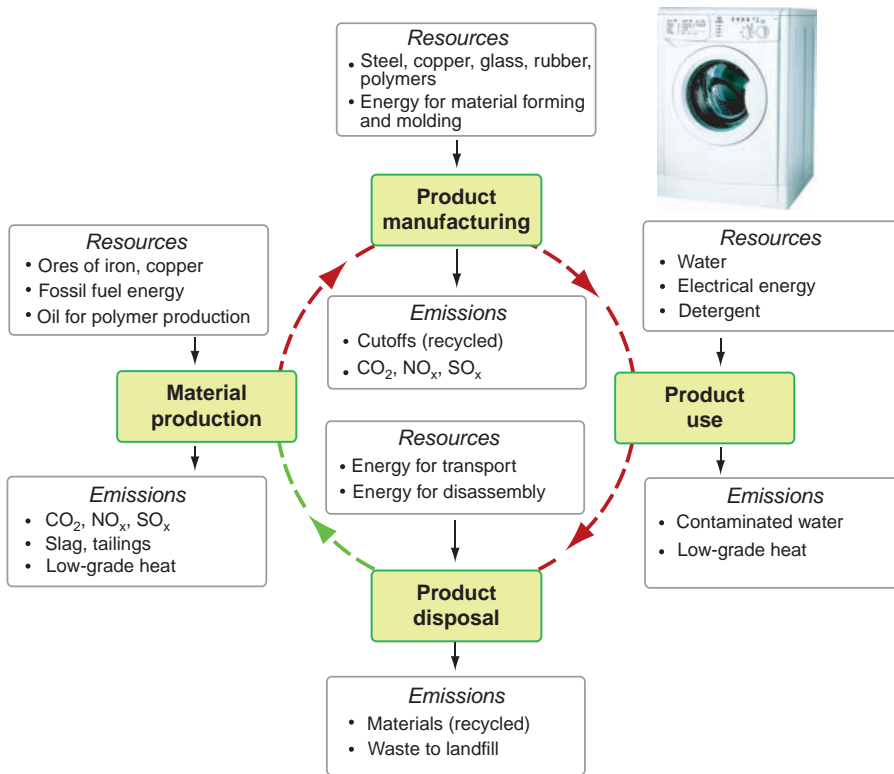 Resources
• Steel, copper, glass, rubber,
polymers
• Energy for material forming
and molding
Product
manufacturing
Emissions
• Cutoffs (recycled)
• CO₂, NOₓ, SOₓ
Resources
• Ores of iron, copper
• Fossil fuel energy
• Oil for polymer production
Material
production
Emissions
• CO₂, NOₓ, SOₓ
• Slag, tailings
• Low-grade heat
Resources
• Water
• Electrical energy
• Detergent
Product
use
Emissions
• Contaminated water
• Low-grade heat
Resources
• Energy for transport
• Energy for disassembly
Product
disposal
Emissions
• Materials (recycled)
• Waste to landfill